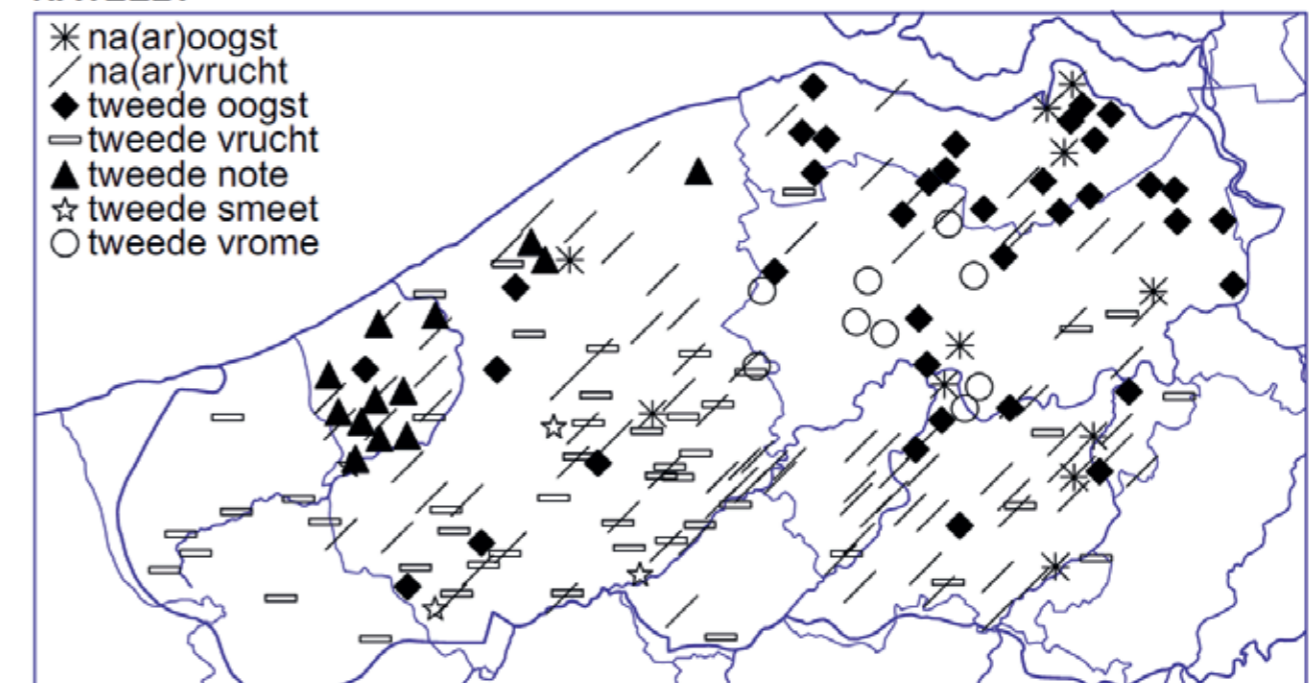 na(ar)oogst
na(ar)vrucht
tweede oogst
tweede vrucht
tweede note
tweede smeet
tweede vrome